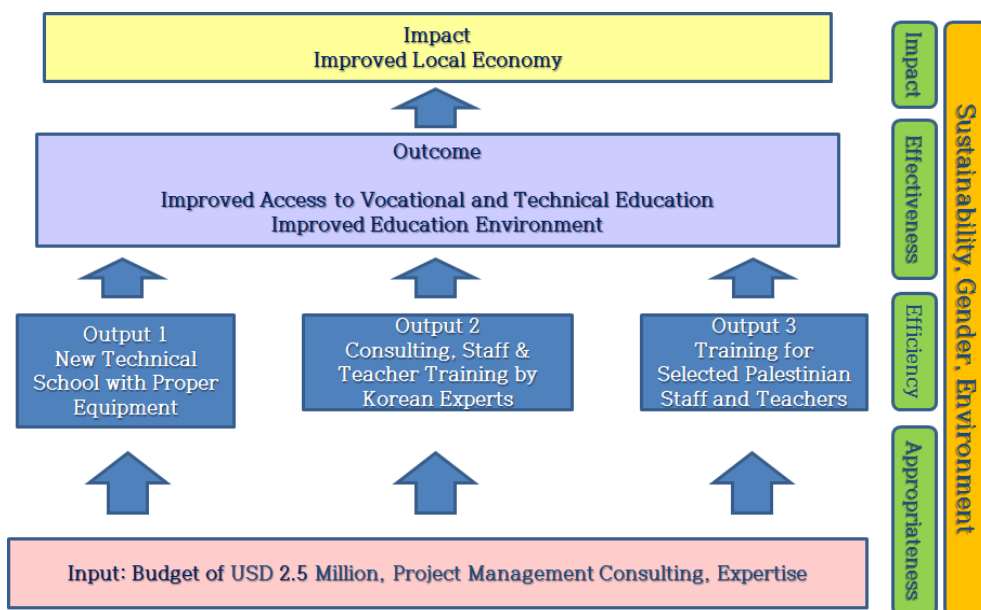 Impact
Improved Local Economy
Outcome
Improved Access to Vocational and Technical Education
Improved Education Environment
Output 1
New Technical
School with Proper
Equipment
Output 2
Consulting, Staff &
Teacher Training by
Korean Experts
Output 3
Training for
Selected Palestinian
Staff and Teachers
Input: Budget of USD 2.5 Million, Project Management Consulting, Expertise
Impact
Effectiveness
Efficiency
Appropriateness
Sustainability, Gender, Environment